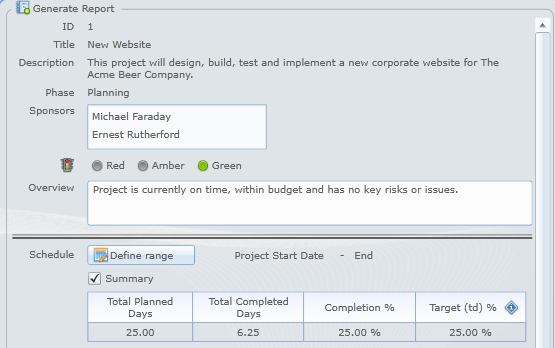 Generate Report
ID 1
Title New Website
Description This project will design, build, test and implement a new corporate website for The
Acme Beer Company.
Phase Planning
Sponsors Michael Faraday
Ernest Rutherford
Red Amber Green
Overview Project is currently on time, within budget and has no key risks or issues.
Schedule Define range Project Start Date - End
Summary
Total Planned Days Total Completed Days Completion % Target (td) %
25.00 6.25 25.00 % 25.00 %